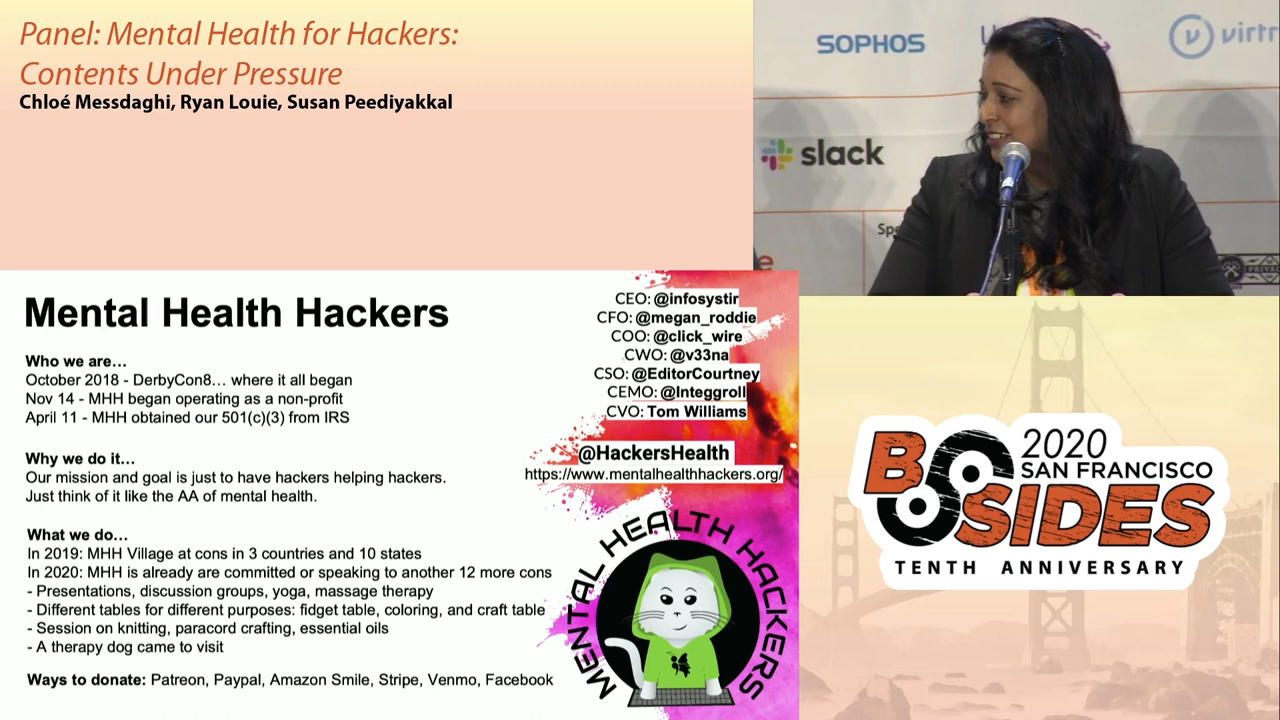 Panel: Mental Health for Hackers:
Contents Under Pressure
Chloé Messdaghi, Ryan Louie, Susan Peediyakkal
SOPHOS
virtr
slack
Spe
PRIVAC
Mental Health Hackers
Who we are...
October 2018 - DerbyCon8... where it all began
Nov 14 - MHH began operating as a non-profit
April 11 - MHH obtained our 501(c)(3) from IRS
Why we do it...
Our mission and goal is just to have hackers helping hackers.
Just think of it like the AA of mental health.
What we do...
In 2019: MHH Village at cons in 3 countries and 10 states
In 2020: MHH is already are committed or speaking to another 12 more cons
- Presentations, discussion groups, yoga, massage therapy
- Different tables for different purposes: fidget table, coloring, and craft table
- Session on knitting, paracord crafting, essential oils
- A therapy dog came to visit
Ways to donate: Patreon, Paypal, Amazon Smile, Stripe, Venmo, Facebook
CEO: @infosystir
CFO: @megan_roddie
COO: @click_wire
CWO: @v33na
CSO: @EditorCourtney
CEMO: @Integgroll
CVO: Tom Williams
@HackersHealth
https://www.mentalhealthhackers.org/
MENTAL HEALTH HACKERS
2020
SAN FRANCISCO
BSIDES
TENTH ANNIVERSARY